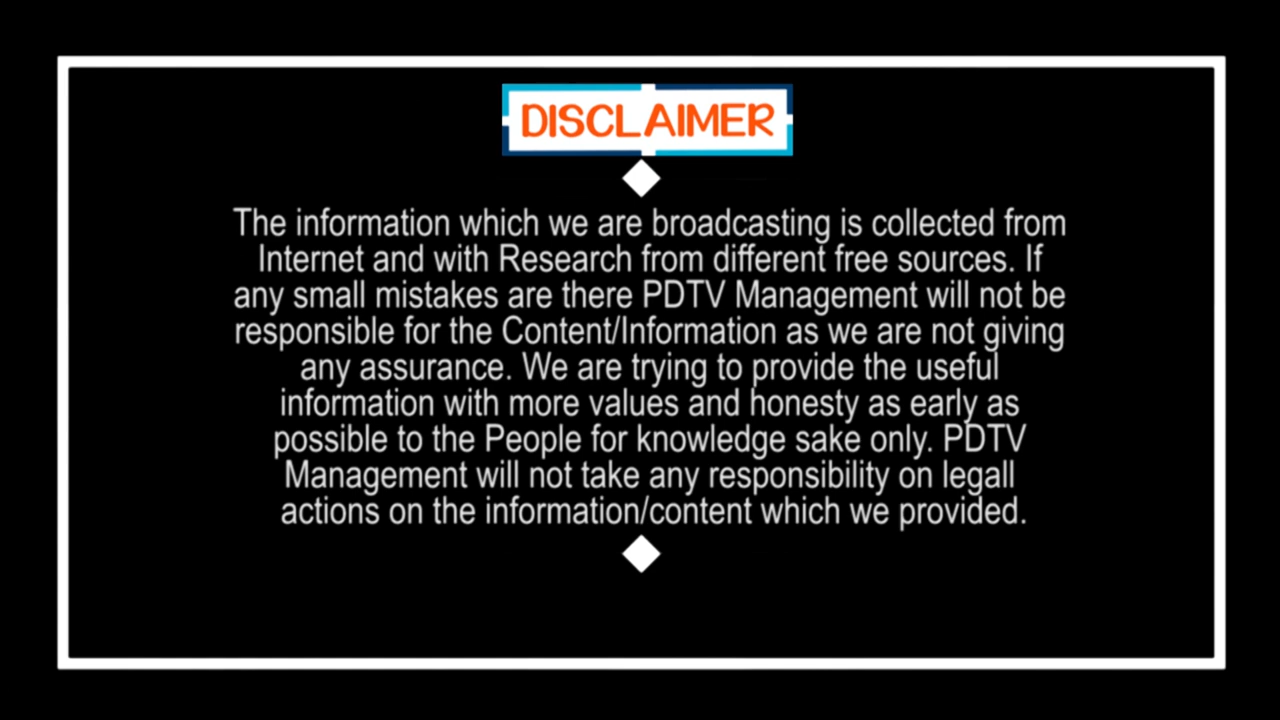 DISCLAIMER
The information which we are broadcasting is collected from
Internet and with Research from different free sources. If
any small mistakes are there PDTV Management will not be
responsible for the Content/Information as we are not giving
any assurance. We are trying to provide the useful
information with more values and honesty as early as
possible to the People for knowledge sake only. PDTV
Management will not take any responsibility on legall
actions on the information/content which we provided.